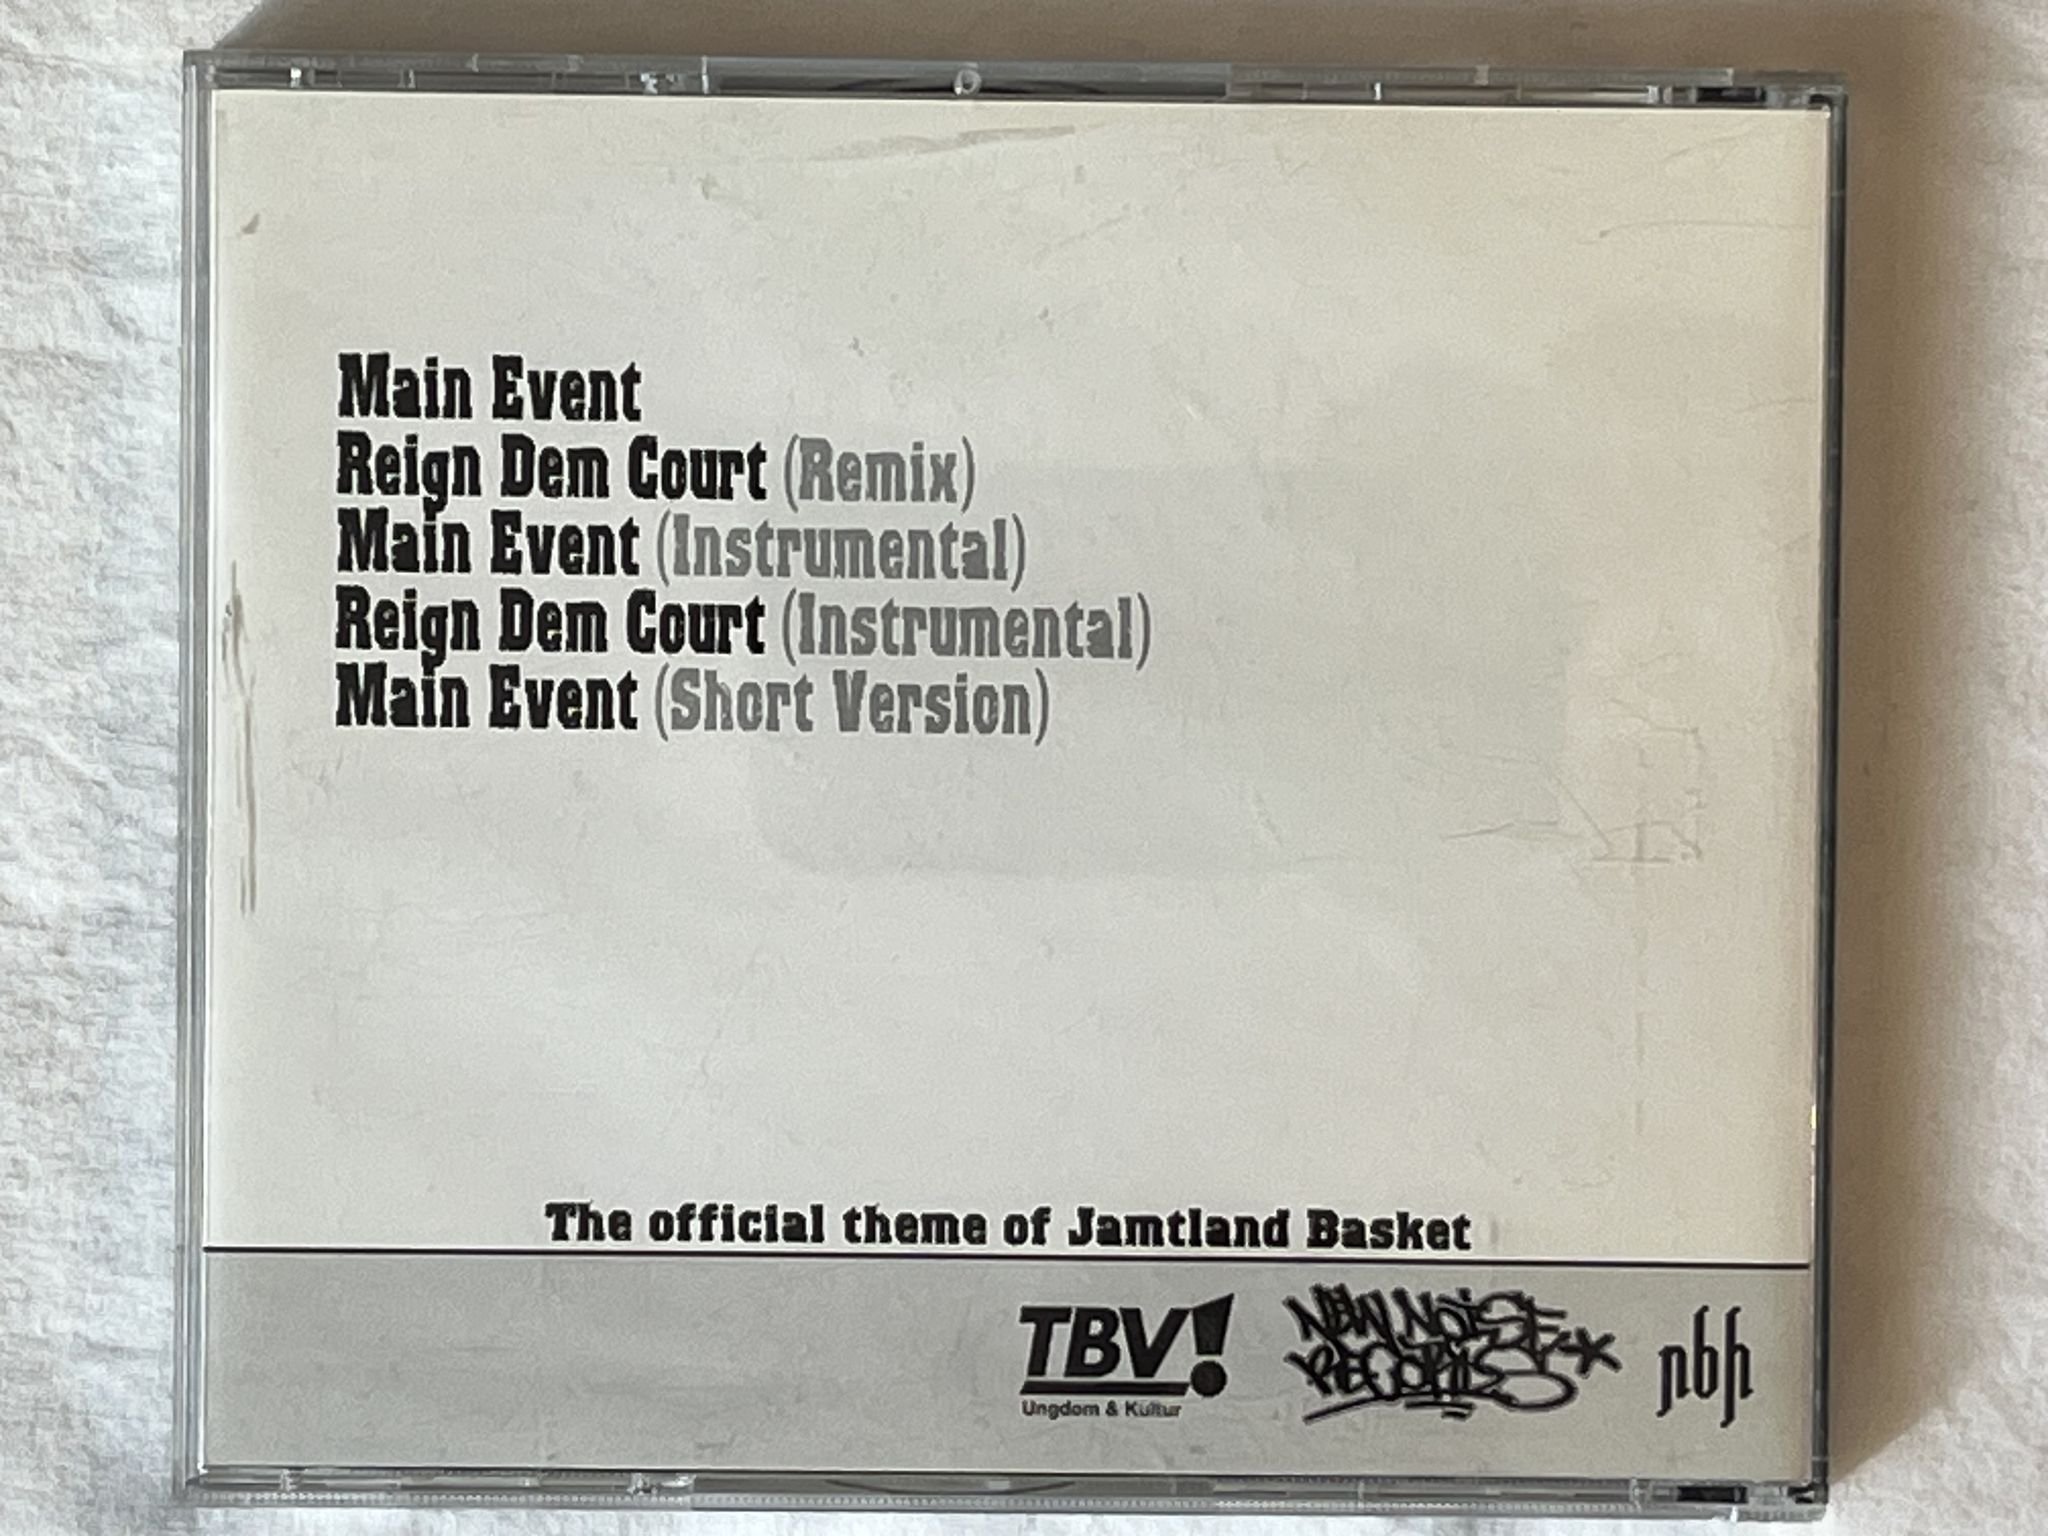 Main Event
Reign Dem Court (Remix)
Main Event (Instrumental)
Reign Dem Court (Instrumental)
Main Event (Short Version)
The official theme of Jamtland Basket
TBV!
Ungdom & Kultur
NEW NOISE
RECORDS
nbh